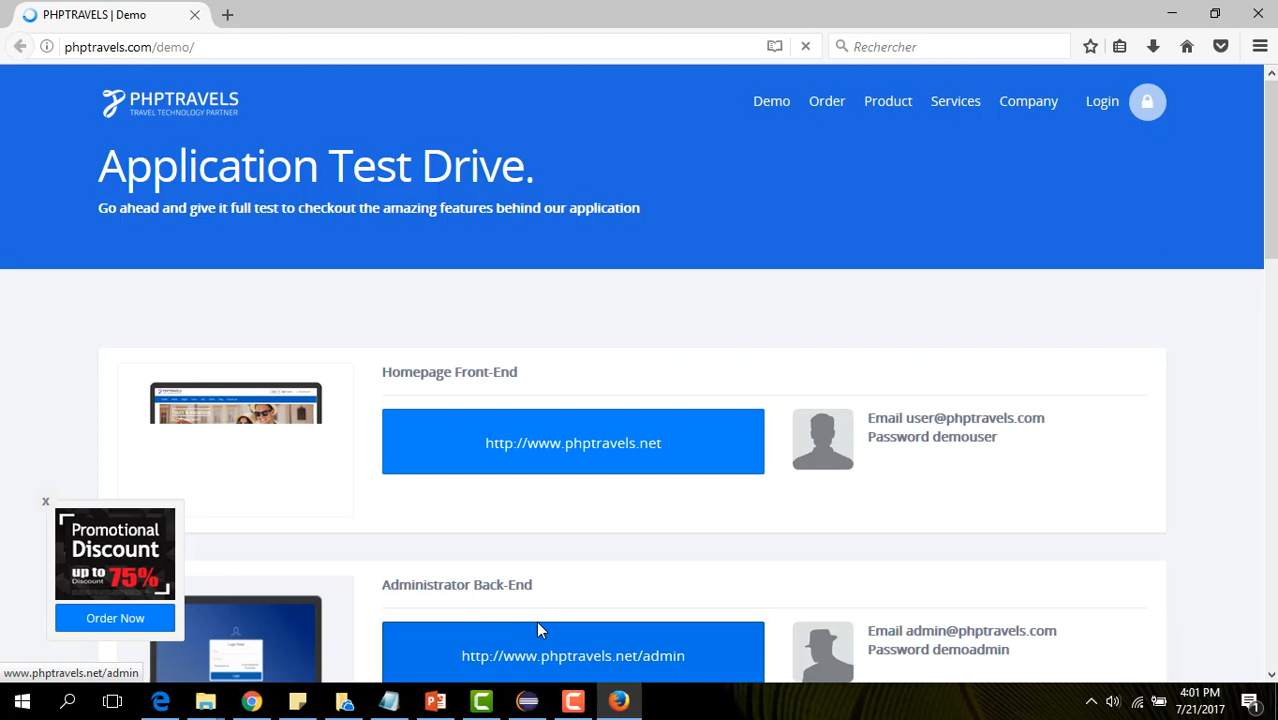 PHPTRAVELS | Demo
phptravels.com/demo/
Rechercher
PHPTRAVELS
TRAVEL TECHNOLOGY PARTNER
Demo Order Product Services Company Login
Application Test Drive.
Go ahead and give it full test to checkout the amazing features behind our application
Homepage Front-End
http://www.phptravels.net
Email user@phptravels.com
Password demouser
x
Promotional
Discount
up to 75%
Discount
Order Now
Administrator Back-End
http://www.phptravels.net/admin
Email admin@phptravels.com
Password demoadmin
www.phptravels.net/admin
4:01 PM
7/21/2017